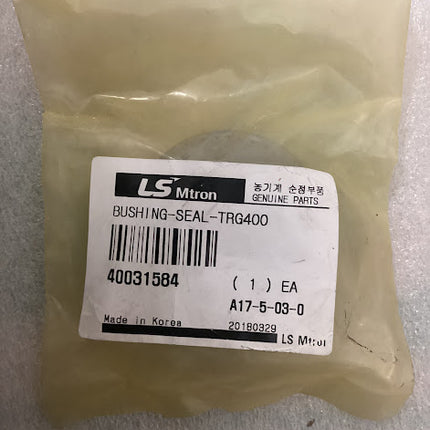 LS Mtron
농기계 순정부품
GENUINE PARTS
BUSHING-SEAL-TRG400
40031584
( 1 ) EA
A17-5-03-0
Made in Korea
20180329
LS Mtron